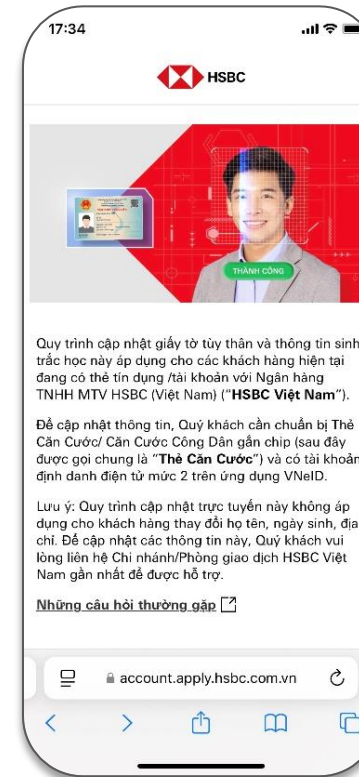 17:34
HSBC
THÀNH CÔNG
Quy trình cập nhật giấy tờ tùy thân và thông tin sinh
trắc học này áp dụng cho các khách hàng hiện tại
đang có thẻ tín dụng /tài khoản với Ngân hàng
TNHH MTV HSBC (Việt Nam) ("HSBC Việt Nam").
Để cập nhật thông tin, Quý khách cần chuẩn bị Thẻ
Căn Cước/ Căn Cước Công Dân gắn chip (sau đây
được gọi chung là "Thẻ Căn Cước") và có tài khoản
định danh điện tử mức 2 trên ứng dụng VNeID.
Lưu ý: Quy trình cập nhật trực tuyến này không áp
dụng cho khách hàng thay đổi họ tên, ngày sinh, địa
chỉ. Để cập nhật các thông tin này, Quý khách vui
lòng liên hệ Chi nhánh/Phòng giao dịch HSBC Việt
Nam gần nhất để được hỗ trợ.
Những câu hỏi thường gặp
account.apply.hsbc.com.vn